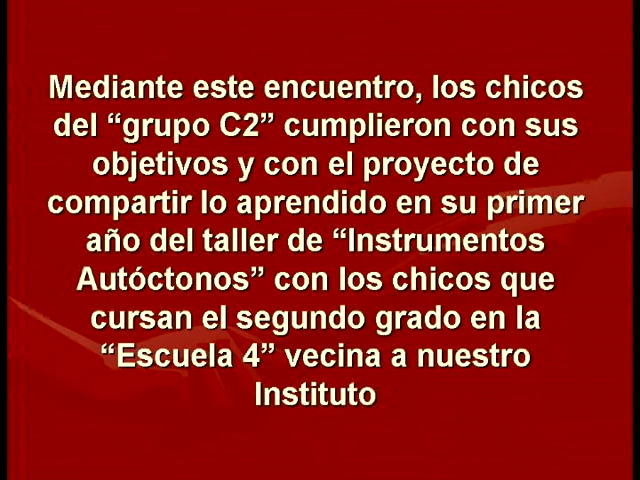 Mediante este encuentro, los chicos
del “grupo C2” cumplieron con sus
objetivos y con el proyecto de
compartir lo aprendido en su primer
año del taller de “Instrumentos
Autóctonos” con los chicos que
cursan el segundo grado en la
“Escuela 4” vecina a nuestro
Instituto